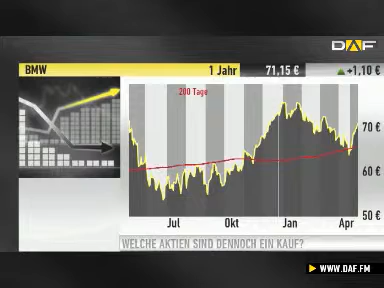 DAF
BMW 1 Jahr 71,15 € +1,10 €
200 Tage
70 €
60 €
50 €
Jul Okt Jan Apr
WELCHE AKTIEN SIND DENNOCH EIN KAUF?
WWW.DAF.FM